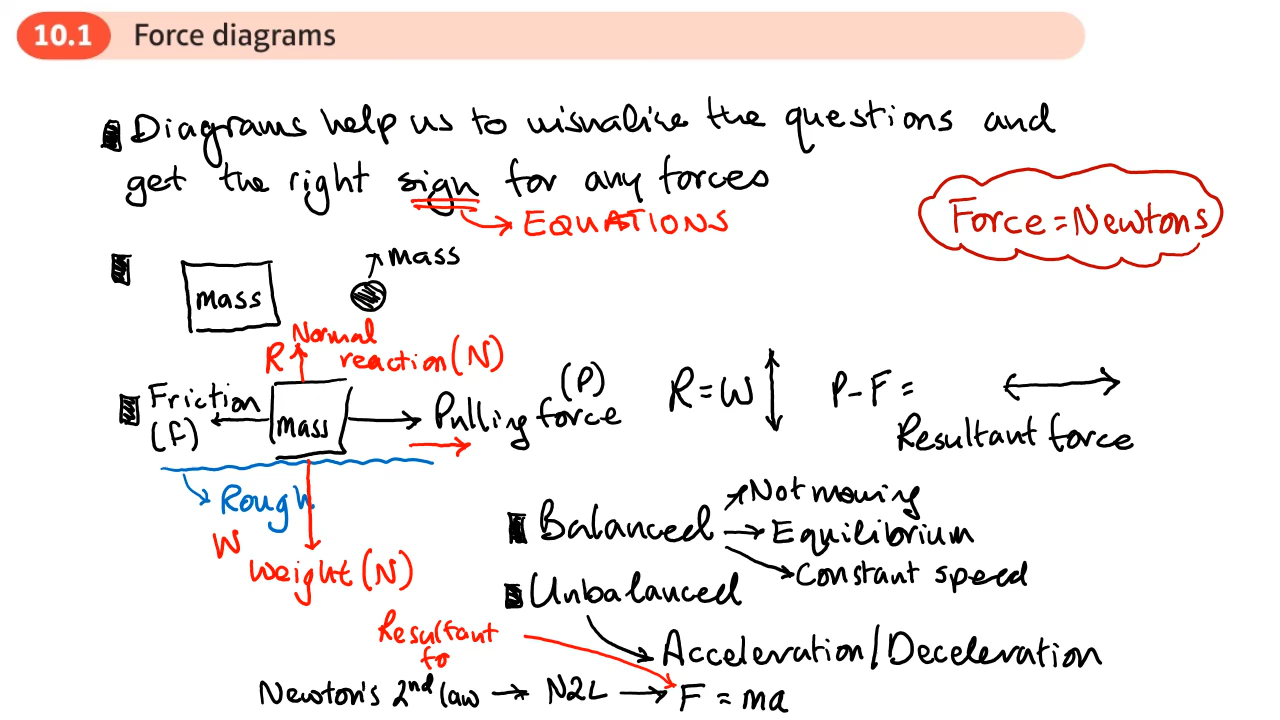 10.1 Force diagrams
Diagrams help us to visualise the questions and
get the right sign for any forces
EQUATIONS
Force = Newtons
mass
mass
Normal
R reaction (N)
Friction
(F)
mass
Pulling force
(P)
R = W
P - F =
Resultant force
Rough
W
Weight (N)
Balanced
Not moving
Equilibrium
Constant speed
Unbalanced
Acceleration/Deceleration
Resultant
fo
Newton's 2nd law → N2L → F = ma